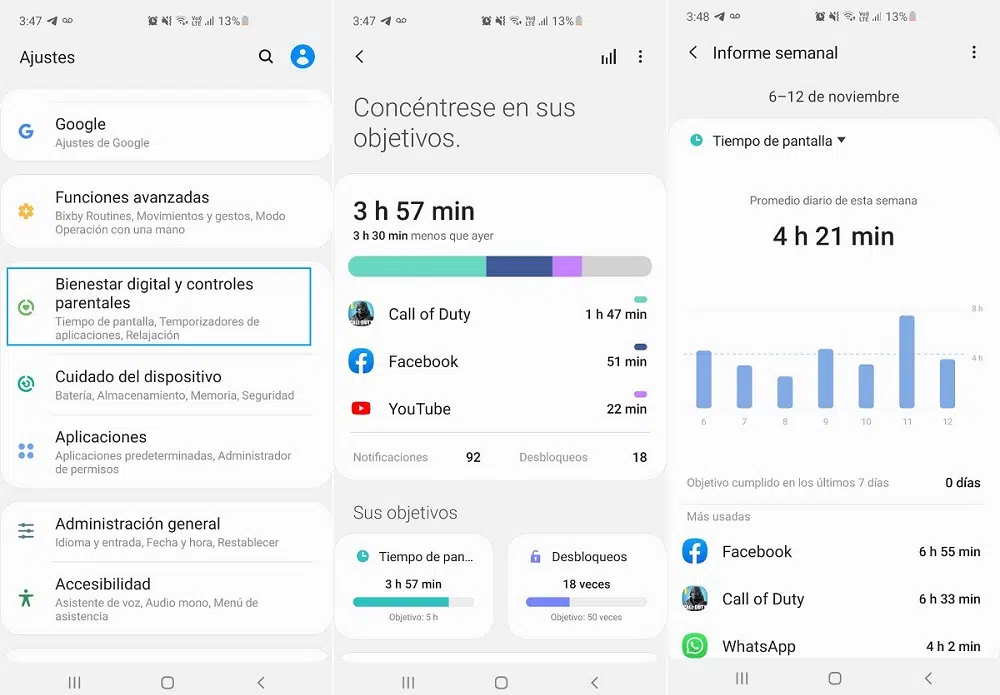 3:47
13%
Ajustes
Google
Ajustes de Google
Funciones avanzadas
Bixby Routines, Movimientos y gestos, Modo
Operación con una mano
Bienestar digital y controles
parentales
Tiempo de pantalla, Temporizadores de
aplicaciones, Relajación
Cuidado del dispositivo
Batería, Almacenamiento, Memoria, Seguridad
Aplicaciones
Aplicaciones predeterminadas, Administrador
de permisos
Administración general
Idioma y entrada, Fecha y hora, Restablecer
Accesibilidad
Asistente de voz, Audio mono, Menú de
asistencia
3:47
13%
Concéntrese en sus
objetivos.
3 h 57 min
3 h 30 min menos que ayer
Call of Duty 1 h 47 min
Facebook 51 min
YouTube 22 min
Notificaciones 92 Desbloqueos 18
Sus objetivos
Tiempo de pan... Desbloqueos
3 h 57 min 18 veces
Objetivo: 5 h Objetivo: 50 veces
3:48
13%
Informe semanal
6–12 de noviembre
Tiempo de pantalla
Promedio diario de esta semana
4 h 21 min
8 h
4 h
6 7 8 9 10 11 12
Objetivo cumplido en los últimos 7 días 0 días
Más usadas
Facebook 6 h 55 min
Call of Duty 6 h 33 min
WhatsApp 4 h 2 min